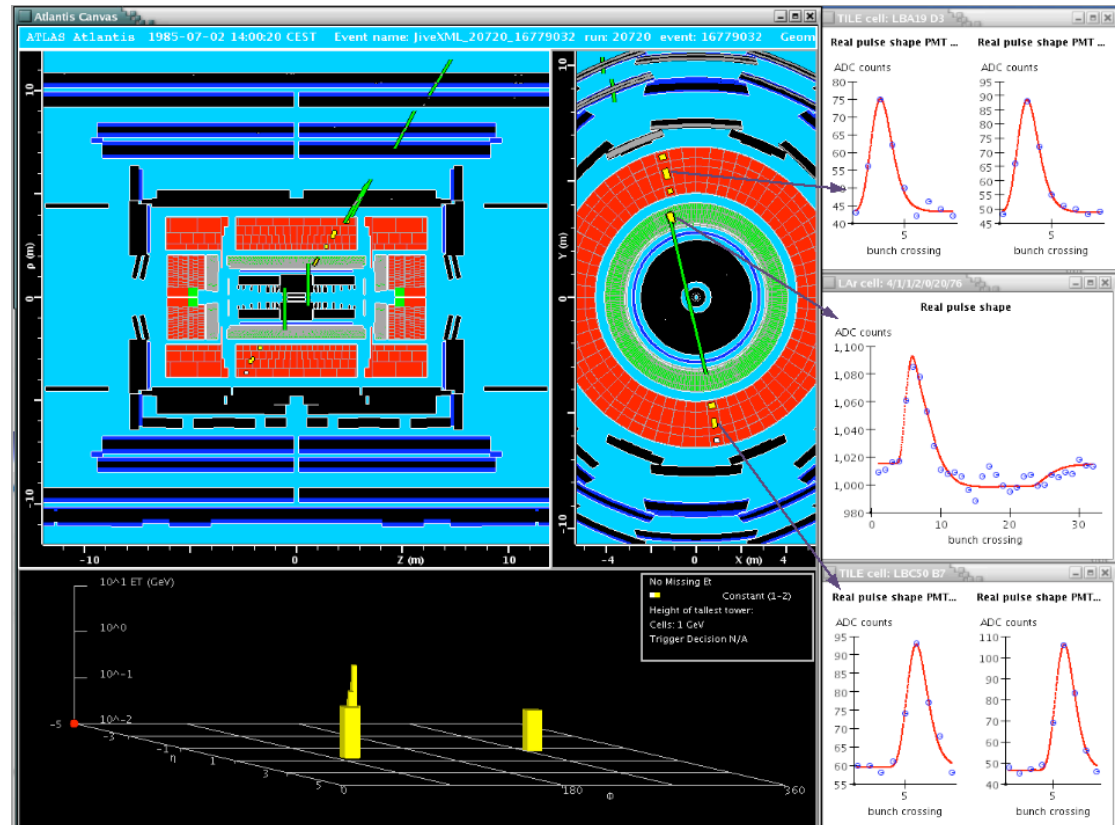 Atlantis Canvas
ATLAS Atlantis 1985-07-02 14:00:20 CEST Event name: JiveXML_20720_16779032 run: 20720 event: 16779032 Geom
10
0
-10
ρ (m)
-10
0
Z (m)
10
10
0
-10
Y (m)
-4
0
X (m)
4
10^1 ET (GeV)
10^0
10^-1
10^-2
-5
-3
-1
η
1
3
5
0
180
Φ
360
No Missing Et
Constant (1-2)
Height of tallest tower:
Cells: 1 GeV
Trigger Decision N/A
TILE cell: LBA19 D3
Real pulse shape PMT ...
Real pulse shape PMT ...
ADC counts
ADC counts
80
75
70
65
60
55
50
45
40
5
bunch crossing
95
90
85
80
75
70
65
60
55
50
45
5
bunch crossing
LAr cell: 4/1/1/2/0/20/76
Real pulse shape
ADC counts
1,100
1,080
1,060
1,040
1,020
1,000
980
0
10
20
30
bunch crossing
TILE cell: LBC50 B7
Real pulse shape PMT...
Real pulse shape PMT...
ADC counts
ADC counts
95
90
85
80
75
70
65
60
55
5
bunch crossing
110
100
90
80
70
60
50
40
5
bunch crossing